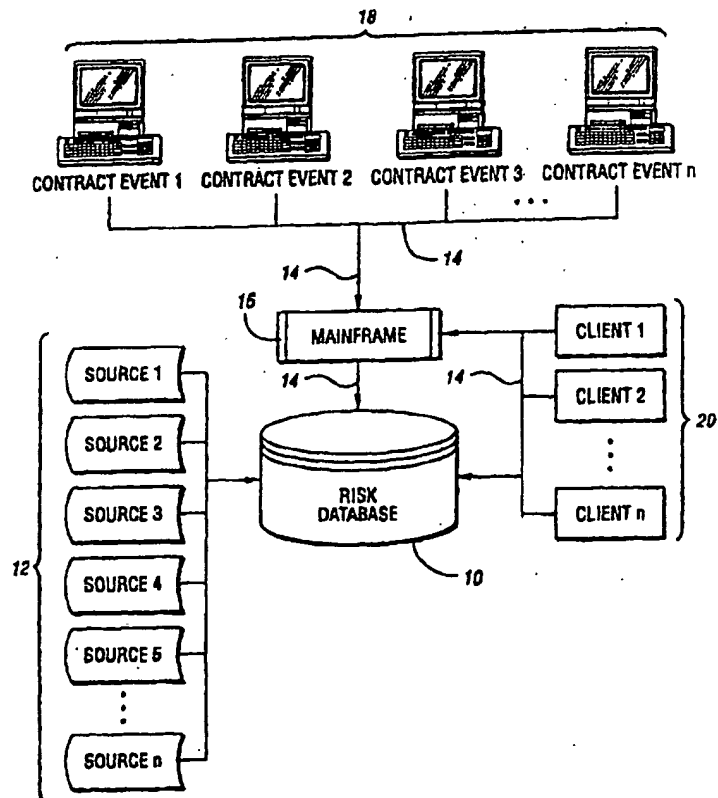 18
CONTRACT EVENT 1 CONTRACT EVENT 2 CONTRACT EVENT 3 CONTRACT EVENT n
14
14
16
MAINFRAME
CLIENT 1
14
14
CLIENT 2
20
CLIENT n
SOURCE 1
SOURCE 2
SOURCE 3
SOURCE 4
SOURCE 5
SOURCE n
12
RISK
DATABASE
10